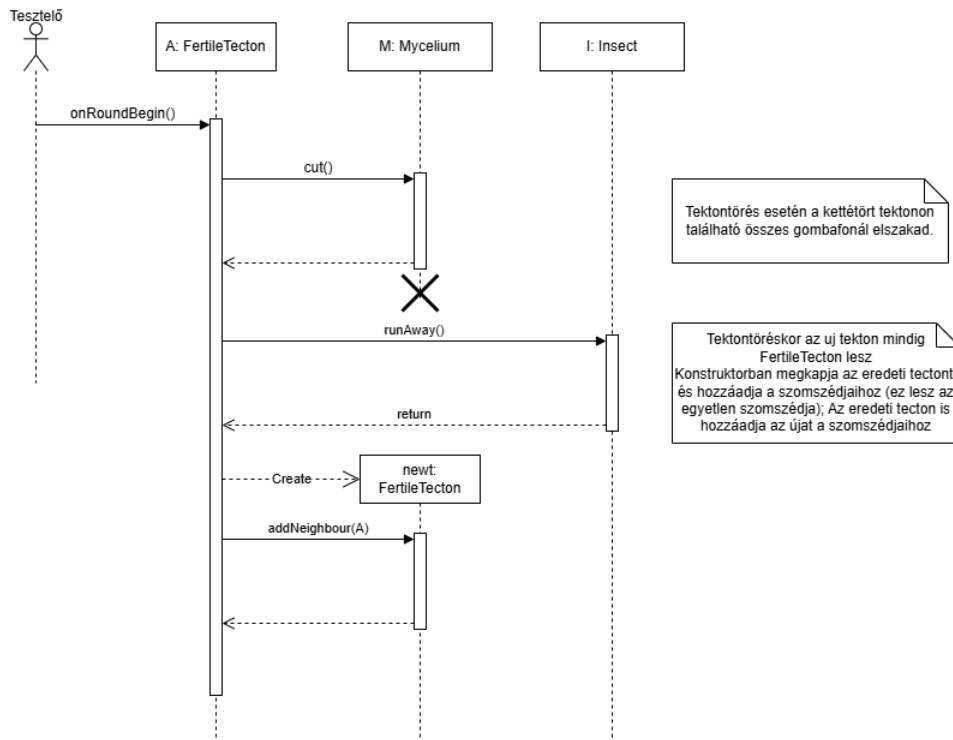 Tesztelő
A: FertileTecton
M: Mycelium
I: Insect
onRoundBegin()
cut()
Tektontörés esetén a kettétört tektonon
található összes gombafonál elszakad.
runAway()
Tektontöréskor az uj tekton mindig
FertileTecton lesz
Konstruktorban megkapja az eredeti tectont
és hozzáadja a szomszédjaihoz (ez lesz az
egyetlen szomszédja); Az eredeti tecton is
hozzáadja az újat a szomszédjaihoz
return
Create
newt:
FertileTecton
addNeighbour(A)